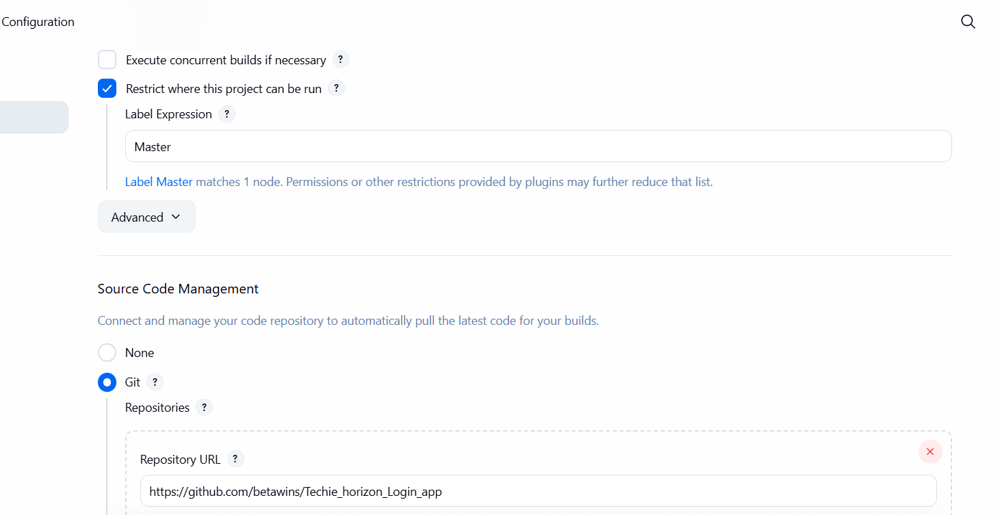 Configuration
Execute concurrent builds if necessary ?
Restrict where this project can be run ?
Label Expression ?
Master
Label Master matches 1 node. Permissions or other restrictions provided by plugins may further reduce that list.
Advanced
Source Code Management
Connect and manage your code repository to automatically pull the latest code for your builds.
None
Git ?
Repositories ?
Repository URL ?
https://github.com/betawins/Techie_horizon_Login_app